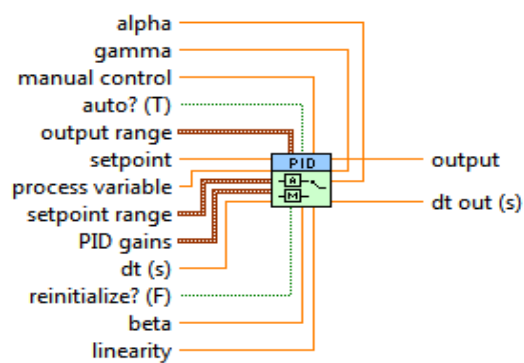 alpha
gamma
manual control
auto? (T)
output range
setpoint
process variable
setpoint range
PID gains
dt (s)
reinitialize? (F)
beta
linearity
PID
A
M
output
dt out (s)